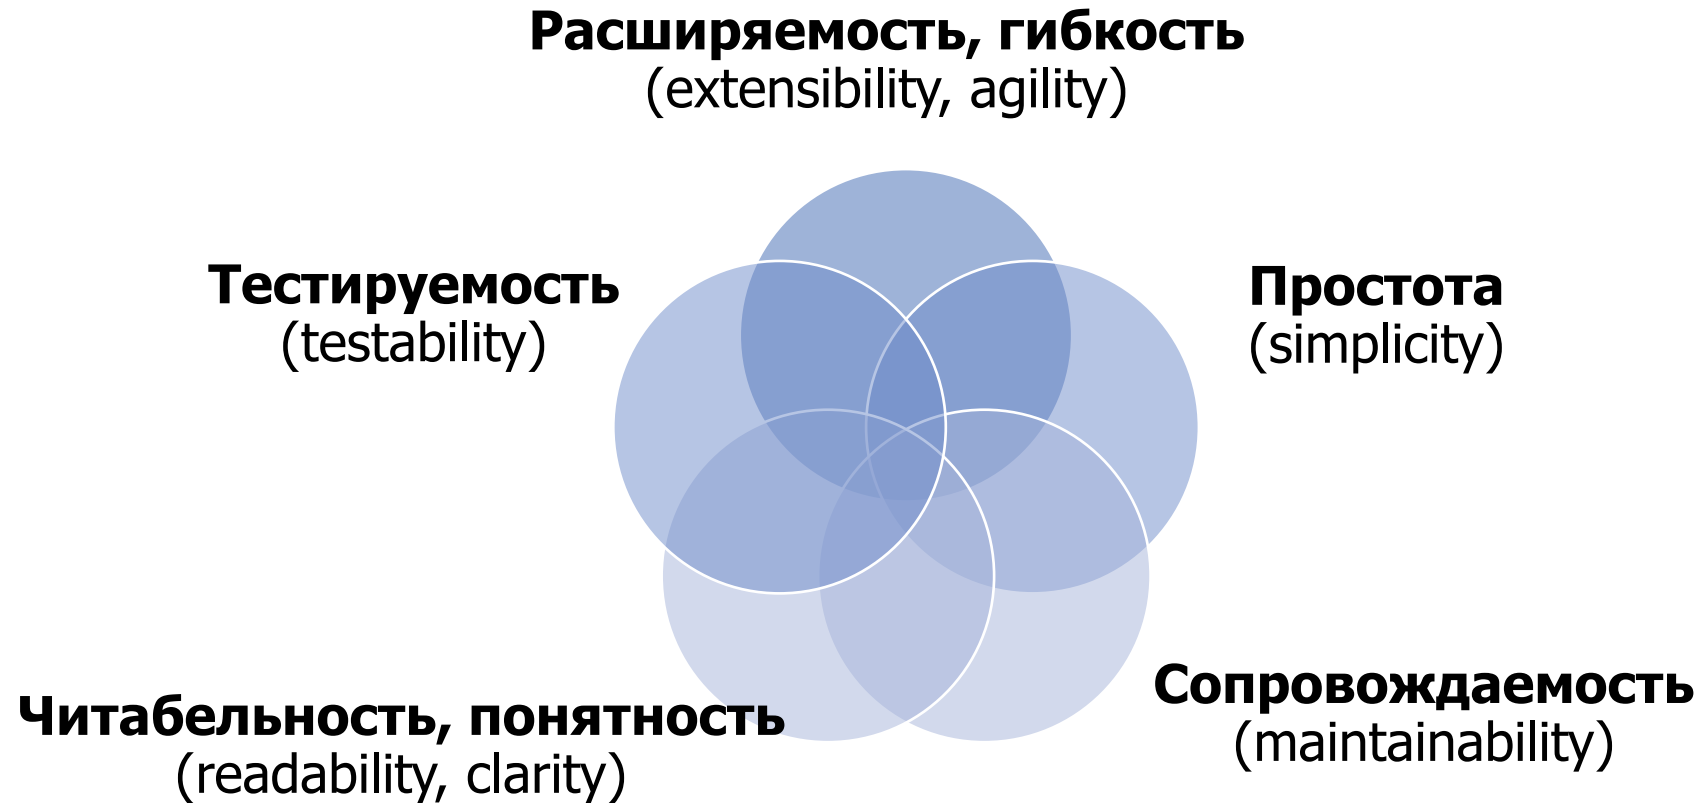 Расширяемость, гибкость
(extensibility, agility)
Тестируемость
(testability)
Простота
(simplicity)
Сопровождаемость
(maintainability)
Читабельность, понятность
(readability, clarity)